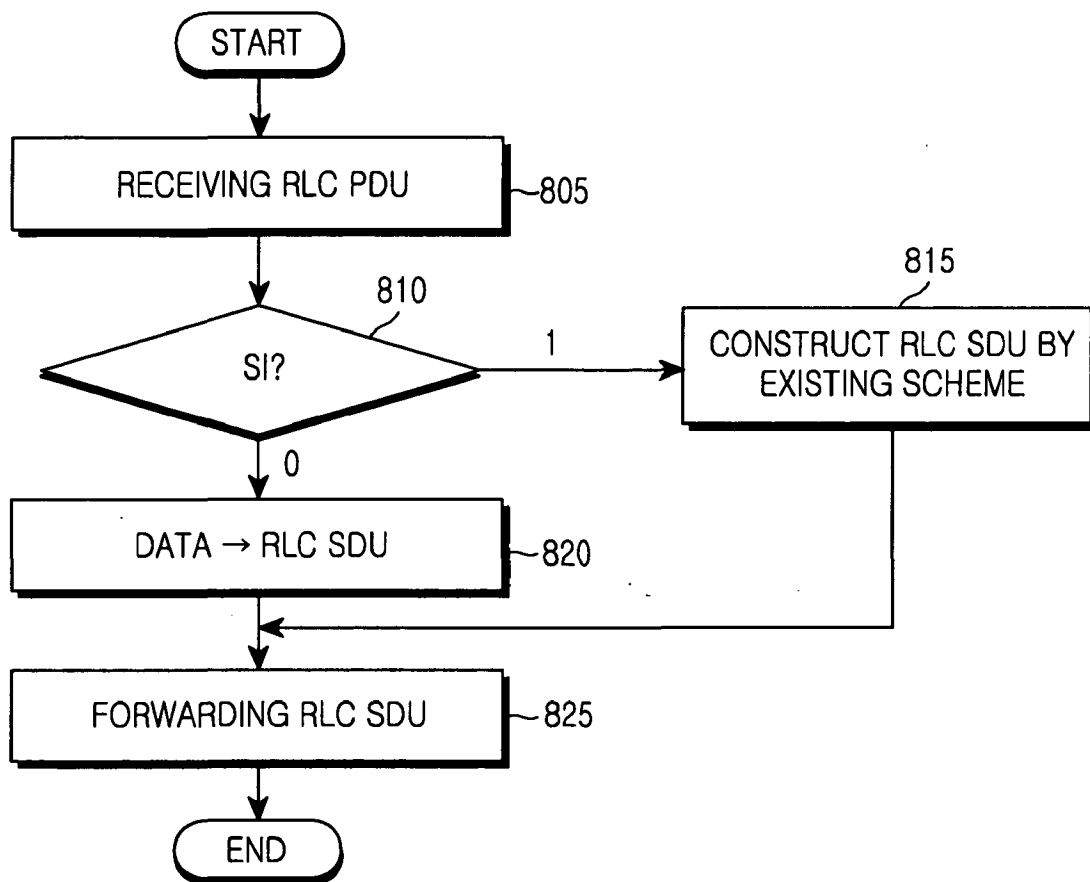 START
RECEIVING RLC PDU
805
810
SI?
1
815
CONSTRUCT RLC SDU BY
EXISTING SCHEME
0
DATA → RLC SDU
820
FORWARDING RLC SDU
825
END